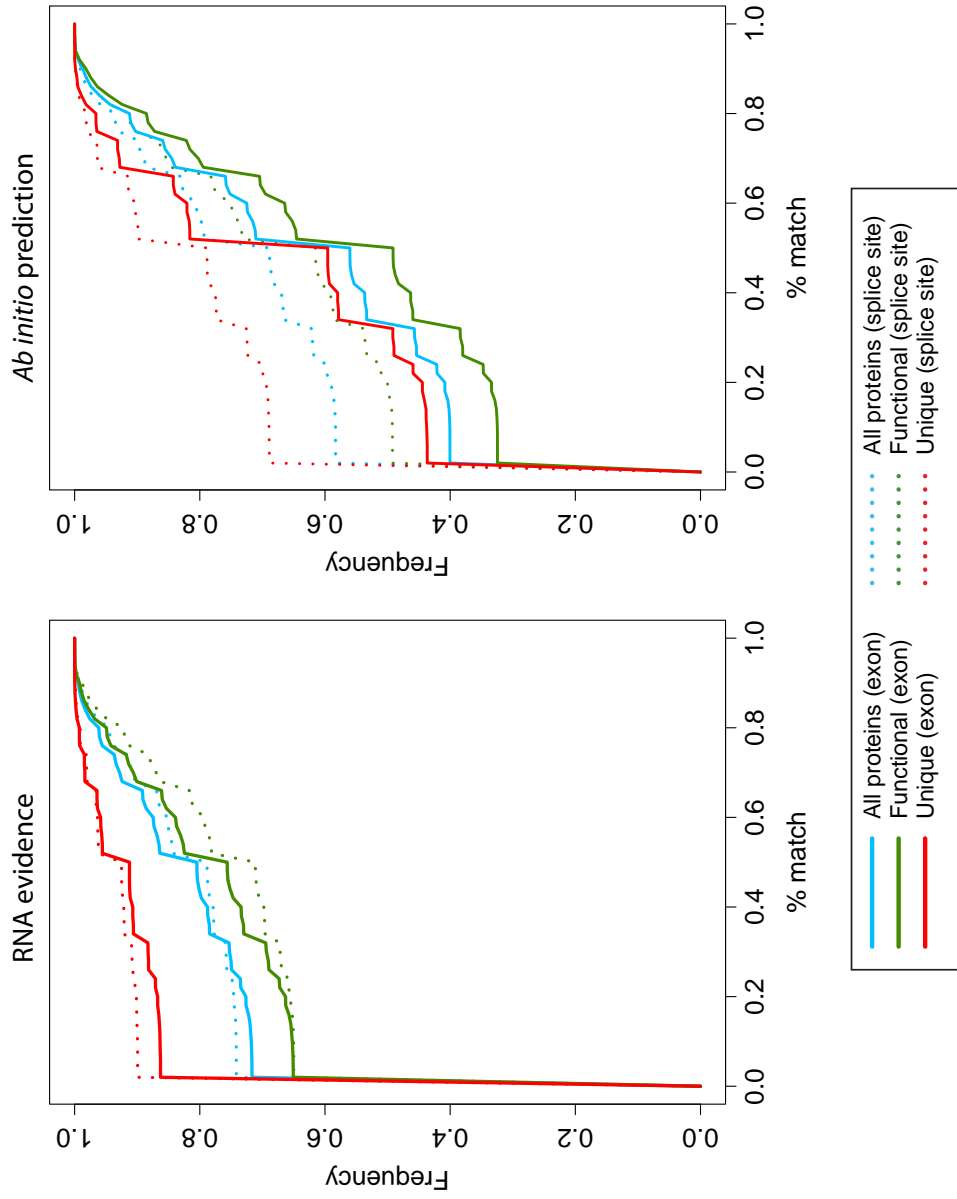 RNA evidence
Frequency
1.0
0.8
0.6
0.4
0.2
0.0
0.0 0.2 0.4 0.6 0.8 1.0
% match
Ab initio prediction
Frequency
1.0
0.8
0.6
0.4
0.2
0.0
0.0 0.2 0.4 0.6 0.8 1.0
% match
All proteins (exon)
Functional (exon)
Unique (exon)
All proteins (splice site)
Functional (splice site)
Unique (splice site)